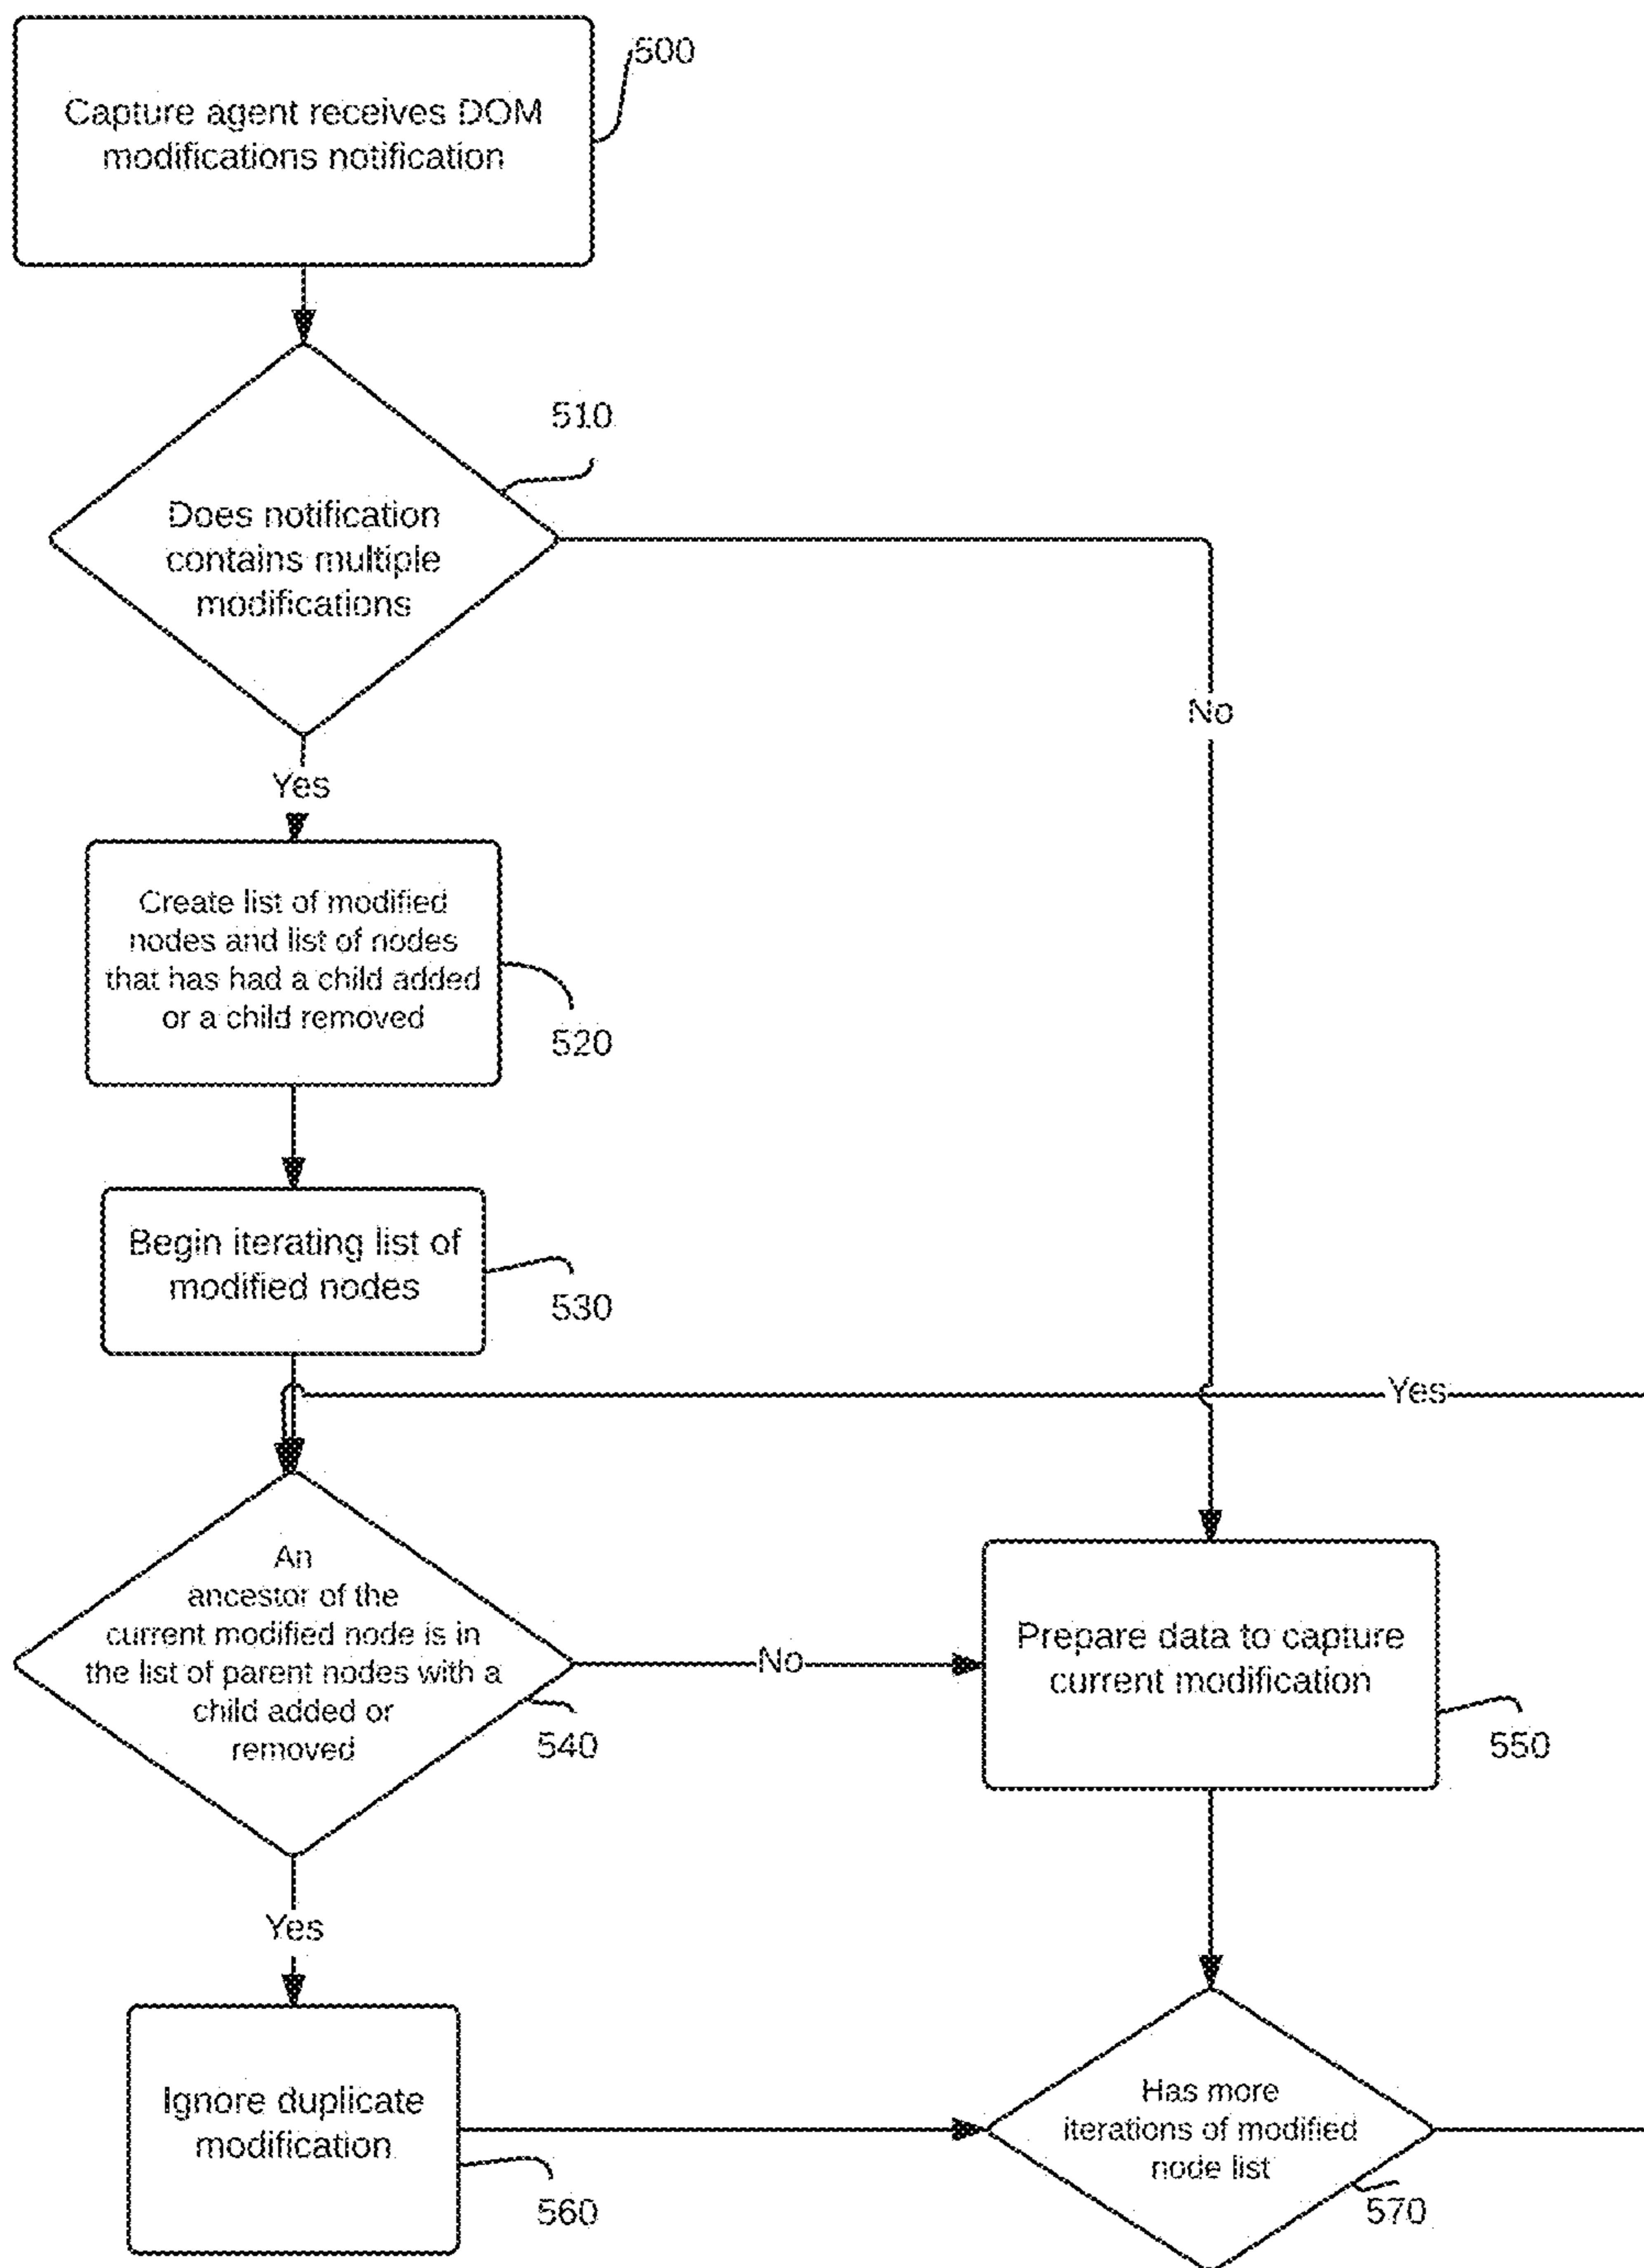 500
Capture agent receives DOM
modifications notification
510
Does notification
contains multiple
modifications
No
Yes
Create list of modified
nodes and list of nodes
that has had a child added
or a child removed
520
Begin iterating list of
modified nodes
530
Yes
An
ancestor of the
current modified node is in
the list of parent nodes with a
child added or
removed
540
No
Prepare data to capture
current modification
550
Yes
Ignore duplicate
modification
560
Has more
iterations of modified
node list
570